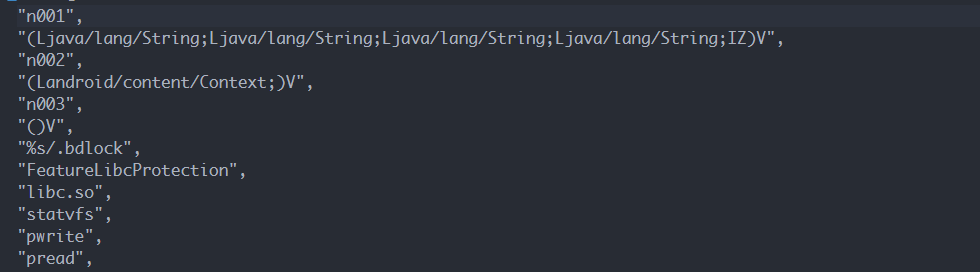 "n001",
"(Ljava/lang/String;Ljava/lang/String;Ljava/lang/String;Ljava/lang/String;IZ)V",
"n002",
"(Landroid/content/Context;)V",
"n003",
"()V",
"%s/.bdlock",
"FeatureLibcProtection",
"libc.so",
"statvfs",
"pwrite",
"pread",